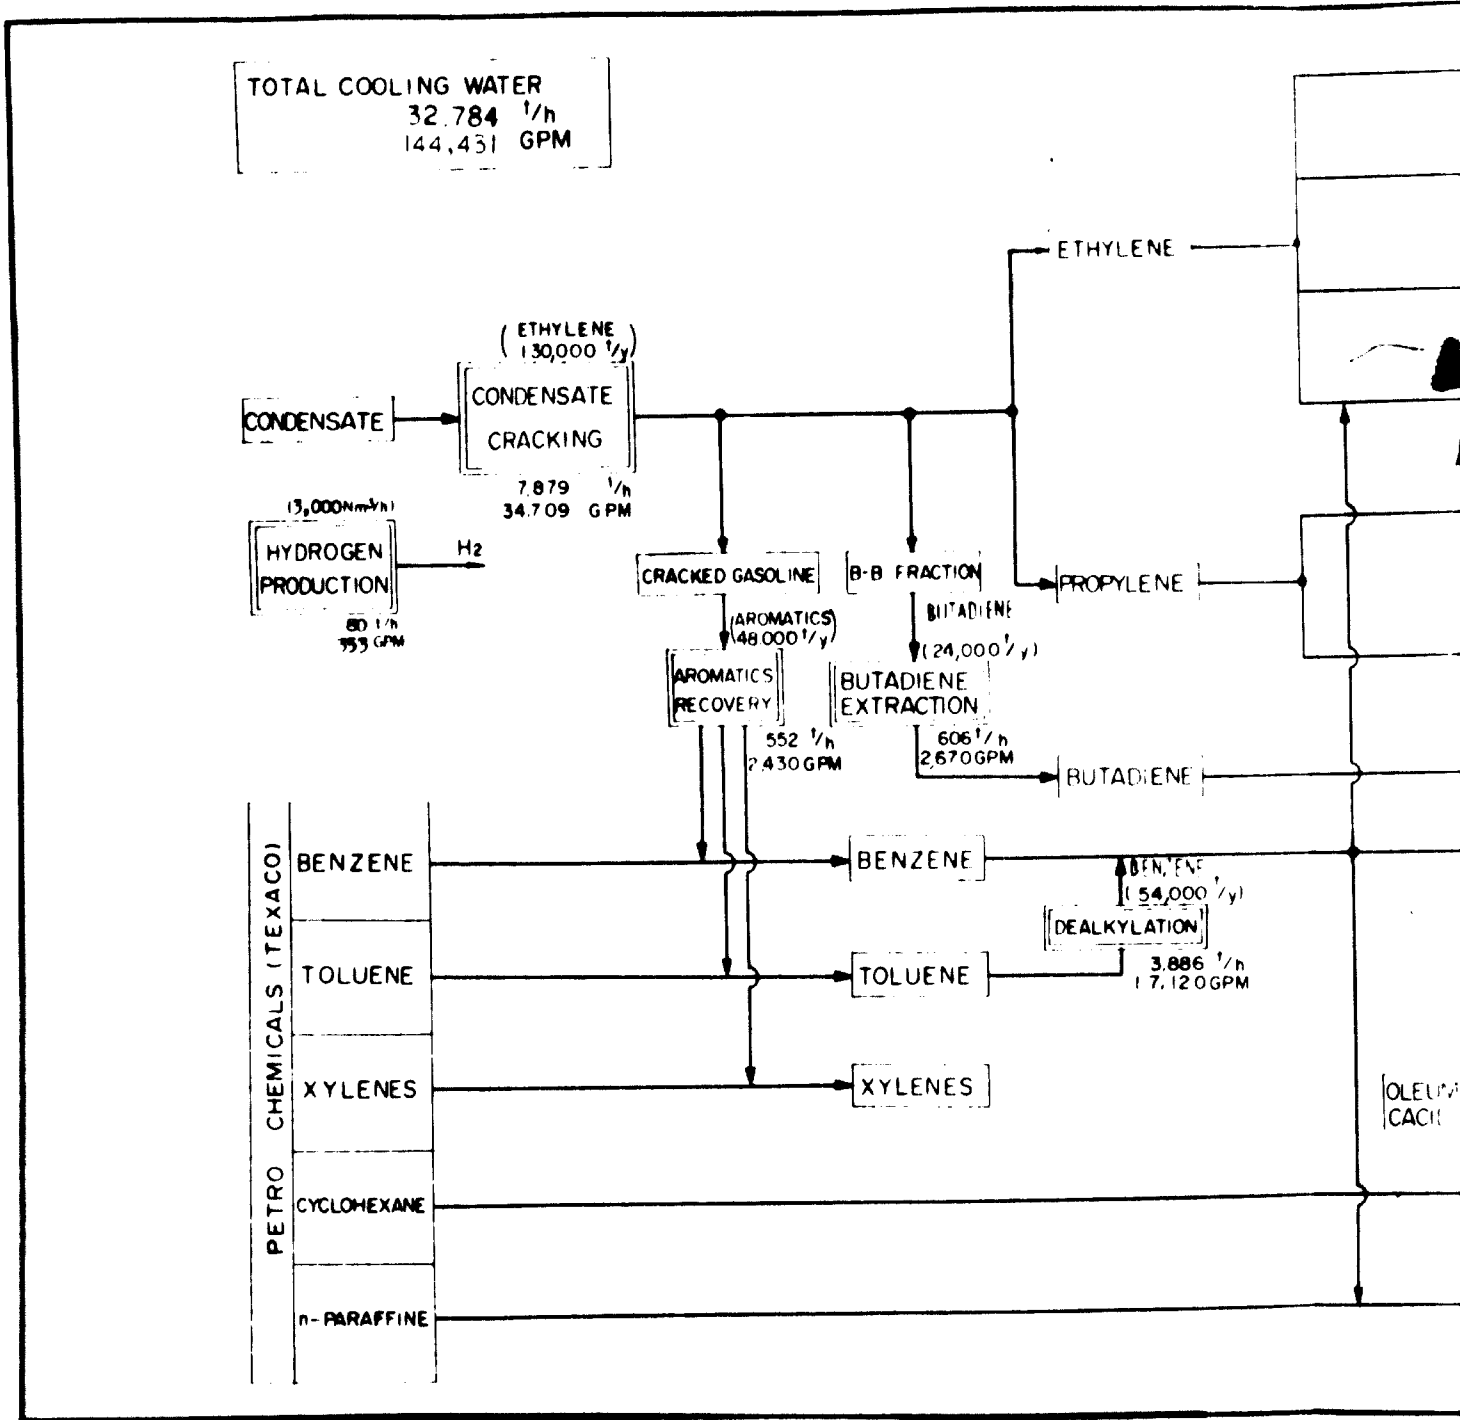 TOTAL COOLING WATER
32.784 t/h
144,431 GPM
ETHYLENE
(ETHYLENE
130,000 t/y)
CONDENSATE
CONDENSATE
CRACKING
7.879 t/h
34.709 GPM
(3,000Nm³/h)
HYDROGEN
PRODUCTION
H2
80 t/h
353 GPM
CRACKED GASOLINE
B-B FRACTION
PROPYLENE
(AROMATICS
48.000 t/y)
BUTADIENE
(24,000 t/y)
AROMATICS
RECOVERY
BUTADIENE
EXTRACTION
552 t/h
2,430 GPM
606 t/h
2,670 GPM
BUTADIENE
PETRO CHEMICALS (TEXACO)
BENZENE
BENZENE
BENZENE
(54,000 t/y)
DEALKYLATION
TOLUENE
TOLUENE
3.886 t/h
17.120 GPM
XYLENES
XYLENES
CYCLOHEXANE
n-PARAFFINE